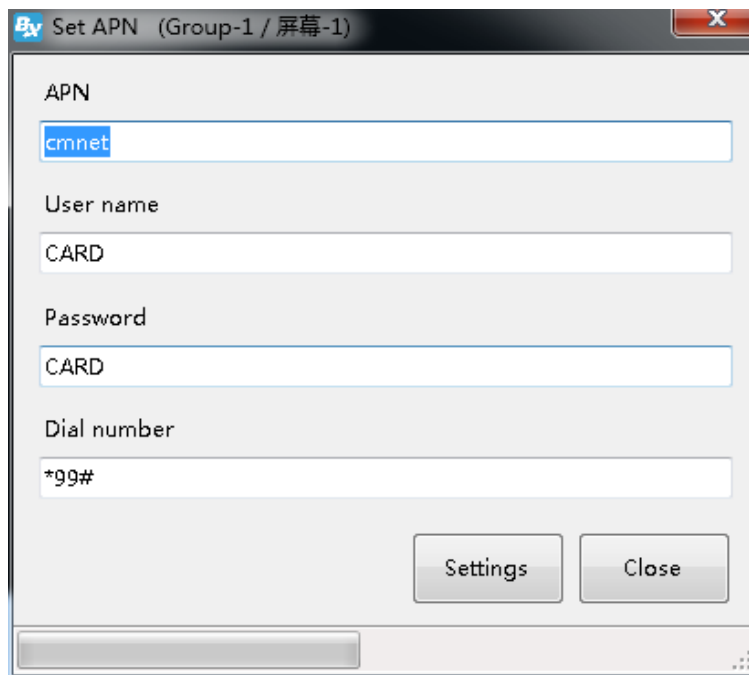 BX Set APN (Group-1 / 屏幕-1)
APN
cmnet
User name
CARD
Password
CARD
Dial number
*99#
Settings Close